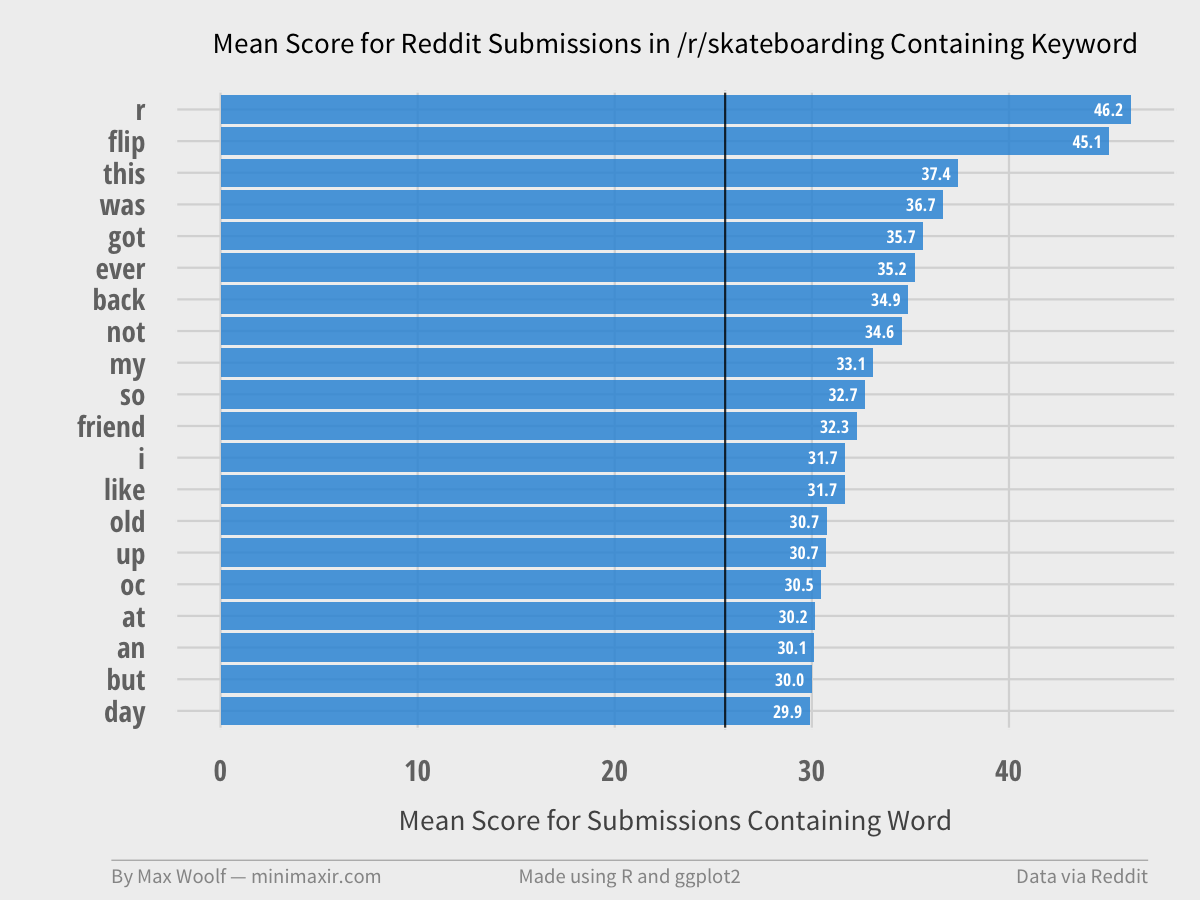 Mean Score for Reddit Submissions in /r/skateboarding Containing Keyword
r 46.2
flip 45.1
this 37.4
was 36.7
got 35.7
ever 35.2
back 34.9
not 34.6
my 33.1
so 32.7
friend 32.3
i 31.7
like 31.7
old 30.7
up 30.7
oc 30.5
at 30.2
an 30.1
but 30.0
day 29.9
0 10 20 30 40
Mean Score for Submissions Containing Word
By Max Woolf — minimaxir.com Made using R and ggplot2 Data via Reddit